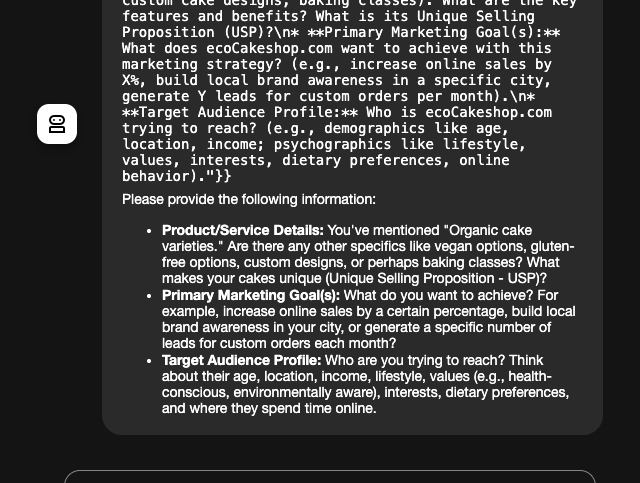 custom cake designs, baking classes). What are the key
features and benefits? What is its Unique Selling
Proposition (USP)?\n* **Primary Marketing Goal(s):**
What does ecoCakeshop.com want to achieve with this
marketing strategy? (e.g., increase online sales by
X%, build local brand awareness in a specific city,
generate Y leads for custom orders per month).\n*
**Target Audience Profile:** Who is ecoCakeshop.com
trying to reach? (e.g., demographics like age,
location, income; psychographics like lifestyle,
values, interests, dietary preferences, online
behavior)."}}
Please provide the following information:
• Product/Service Details: You've mentioned "Organic cake
varieties." Are there any other specifics like vegan options, gluten-
free options, custom designs, or perhaps baking classes? What
makes your cakes unique (Unique Selling Proposition - USP)?
• Primary Marketing Goal(s): What do you want to achieve? For
example, increase online sales by a certain percentage, build local
brand awareness in your city, or generate a specific number of
leads for custom orders each month?
• Target Audience Profile: Who are you trying to reach? Think
about their age, location, income, lifestyle, values (e.g., health-
conscious, environmentally aware), interests, dietary preferences,
and where they spend time online.